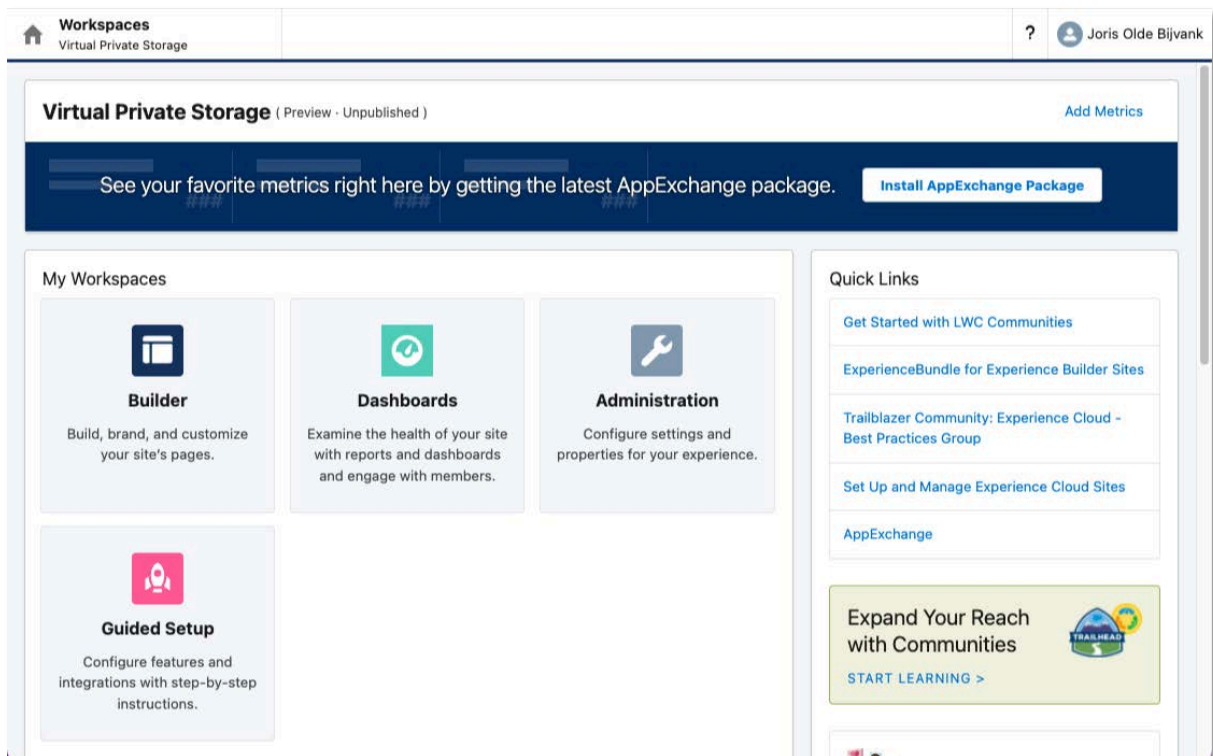 Workspaces
Virtual Private Storage
?
Joris Olde Bijvank
Virtual Private Storage ( Preview · Unpublished )
Add Metrics
See your favorite metrics right here by getting the latest AppExchange package.
Install AppExchange Package
###
###
###
My Workspaces
Builder
Build, brand, and customize
your site's pages.
Dashboards
Examine the health of your site
with reports and dashboards
and engage with members.
Administration
Configure settings and
properties for your experience.
Guided Setup
Configure features and
integrations with step-by-step
instructions.
Quick Links
Get Started with LWC Communities
ExperienceBundle for Experience Builder Sites
Trailblazer Community: Experience Cloud -
Best Practices Group
Set Up and Manage Experience Cloud Sites
AppExchange
Expand Your Reach
with Communities
START LEARNING >
TRAILHEAD